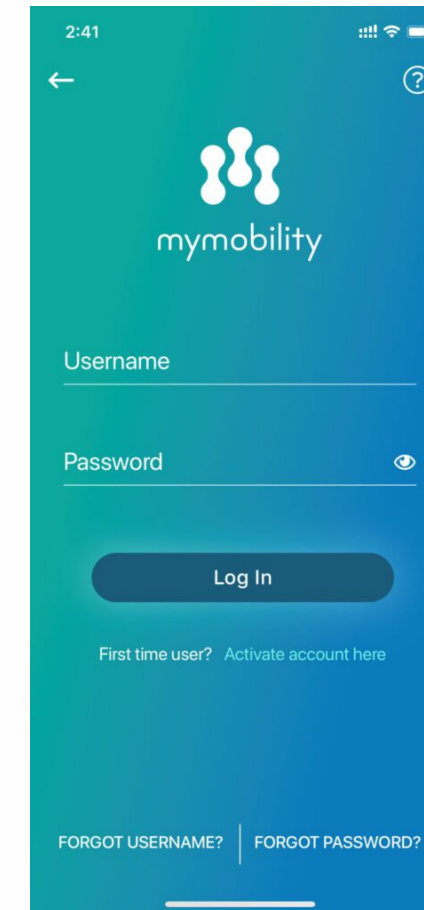 2:41
?
mymobility
Username
Password
Log In
First time user? Activate account here
FORGOT USERNAME? FORGOT PASSWORD?